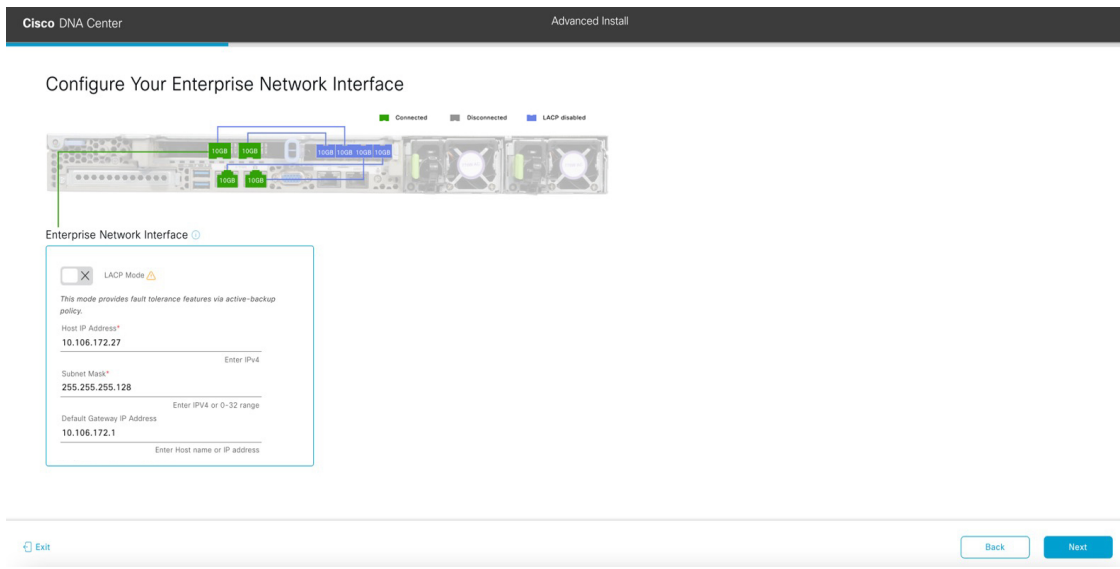 Cisco DNA Center
Advanced Install
Configure Your Enterprise Network Interface
Connected
Disconnected
LACP disabled
10GB 10GB
10GB 10GB 10GB 10GB
10GB 10GB
Enterprise Network Interface
LACP Mode
This mode provides fault tolerance features via active-backup
policy.
Host IP Address*
10.106.172.27
Enter IPv4
Subnet Mask*
255.255.255.128
Enter IPV4 or 0-32 range
Default Gateway IP Address
10.106.172.1
Enter Host name or IP address
Exit
Back
Next